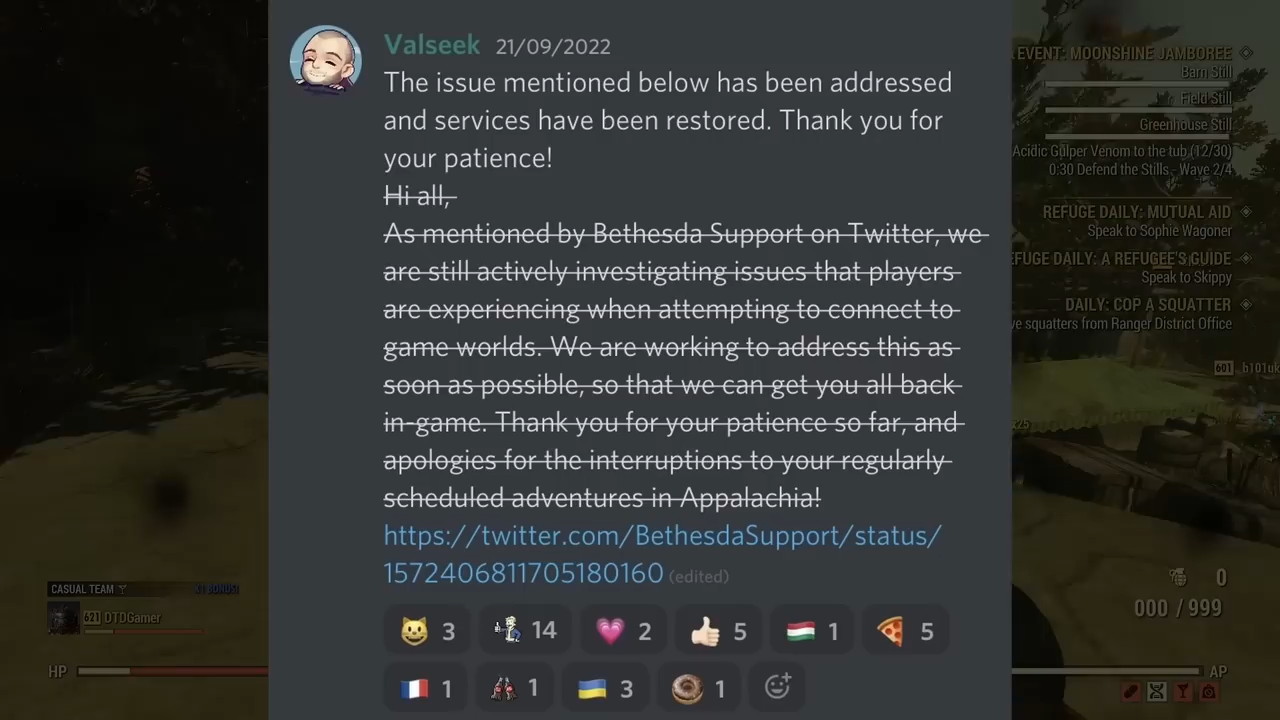 Valseek 21/09/2022
The issue mentioned below has been addressed
and services have been restored. Thank you for
your patience!
Hi all,
As mentioned by Bethesda Support on Twitter, we
are still actively investigating issues that players
are experiencing when attempting to connect to
game worlds. We are working to address this as
soon as possible, so that we can get you all back
in-game. Thank you for your patience so far, and
apologies for the interruptions to your regularly
scheduled adventures in Appalachia!
https://twitter.com/BethesdaSupport/status/
1572406811705180160 (edited)
3 14 2 5 1 5
1 1 3 1
EVENT: MOONSHINE JAMBOREE
Barn Still
Field Still
Greenhouse Still
Acidic Gulper Venom to the tub (12/30)
0:30 Defend the Stills - Wave 2/4
REFUGE DAILY: MUTUAL AID
Speak to Sophie Wagoner
EFUGE DAILY: A REFUGEE'S GUIDE
Speak to Skippy
DAILY: COP A SQUATTER
ve squatters from Ranger District Office
601 b101uk
CASUAL TEAM
621 DTDGamer
HP
0
000 / 999
AP